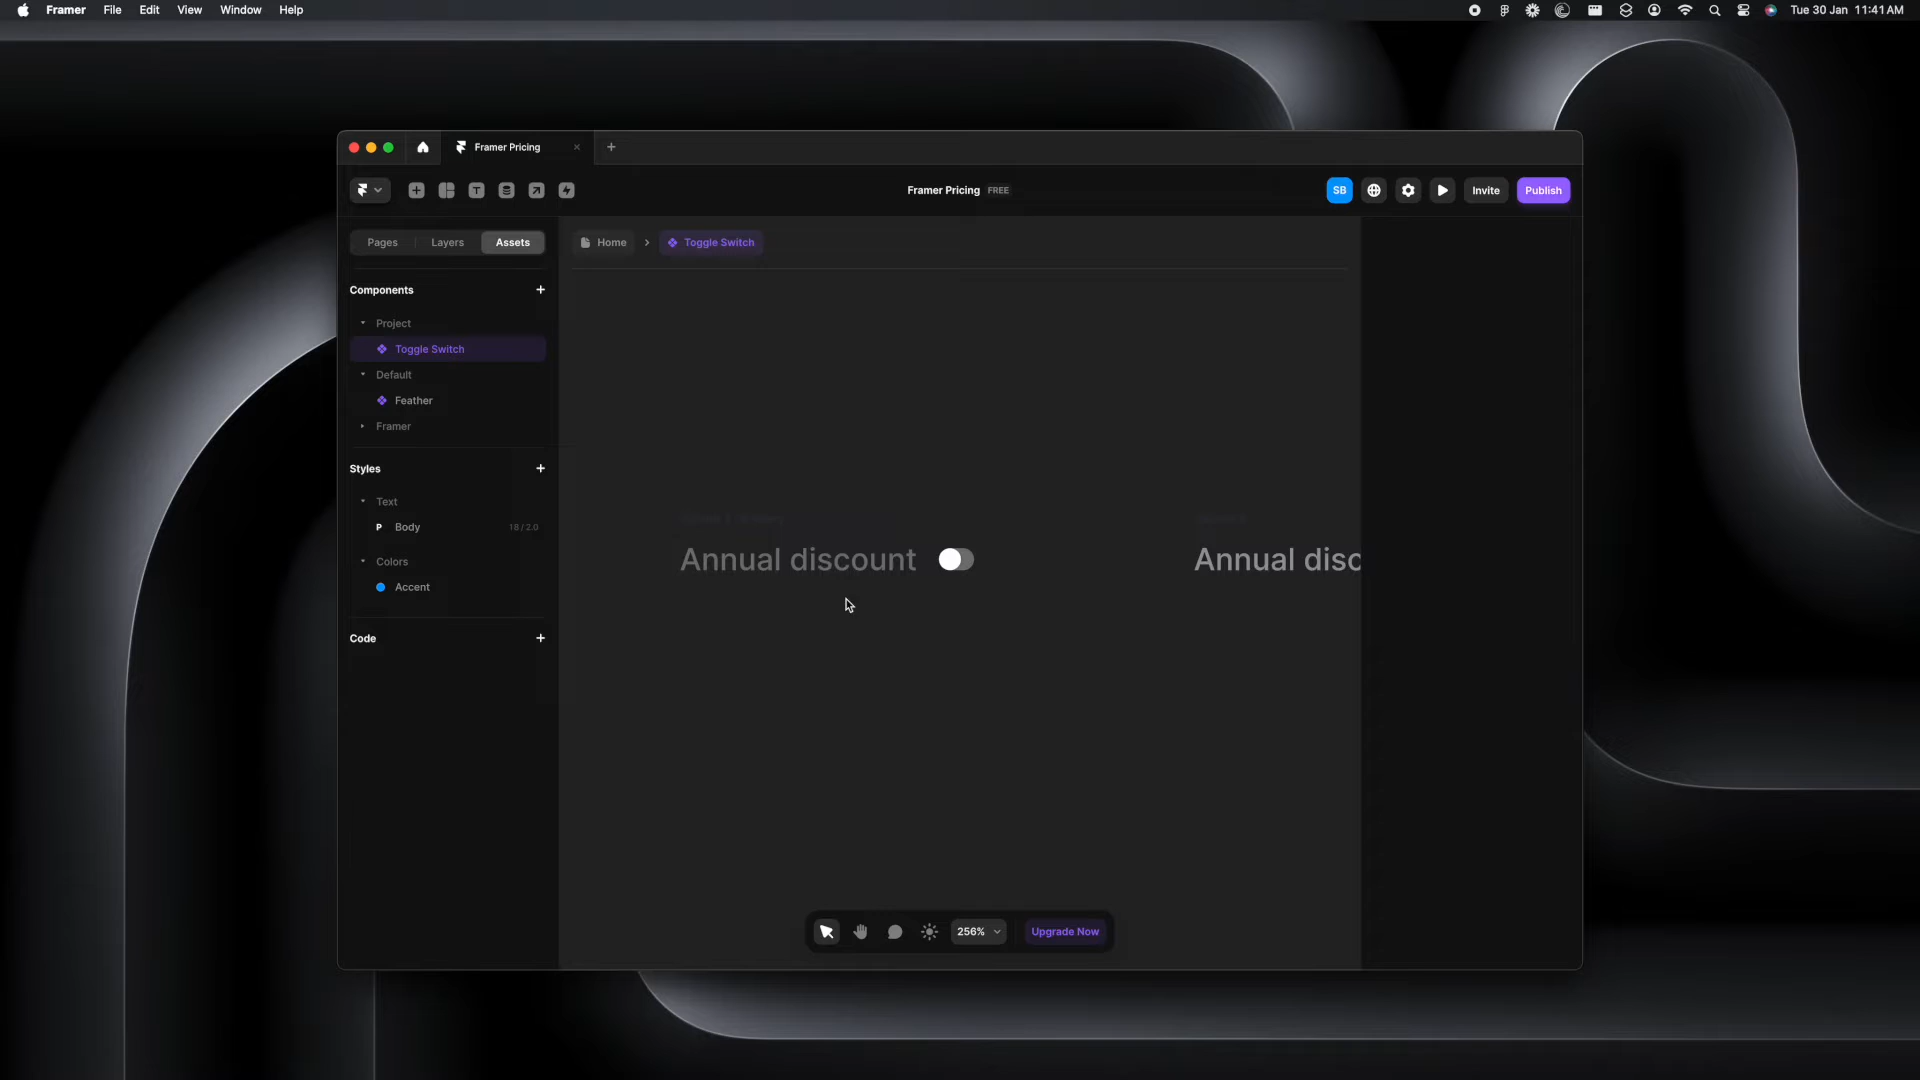 Framer File Edit View Window Help
Tue 30 Jan 11:41 AM
Framer Pricing
Framer Pricing FREE
SB
Invite
Publish
Pages Layers Assets
Home
Toggle Switch
Components
Project
Toggle Switch
Default
Feather
Framer
Styles
Text
P Body 18/2.0
Colors
Accent
Code
Annual discount
Annual disc
256%
Upgrade Now